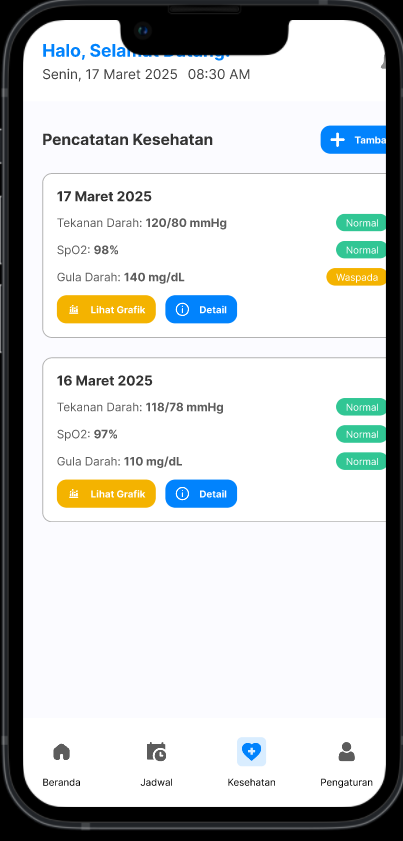 Halo, Selamat Datang!
Senin, 17 Maret 2025 08:30 AM
Pencatatan Kesehatan
Tamba
17 Maret 2025
Tekanan Darah: 120/80 mmHg
Normal
SpO2: 98%
Normal
Gula Darah: 140 mg/dL
Waspada
Lihat Grafik
Detail
16 Maret 2025
Tekanan Darah: 118/78 mmHg
Normal
SpO2: 97%
Normal
Gula Darah: 110 mg/dL
Normal
Lihat Grafik
Detail
Beranda
Jadwal
Kesehatan
Pengaturan